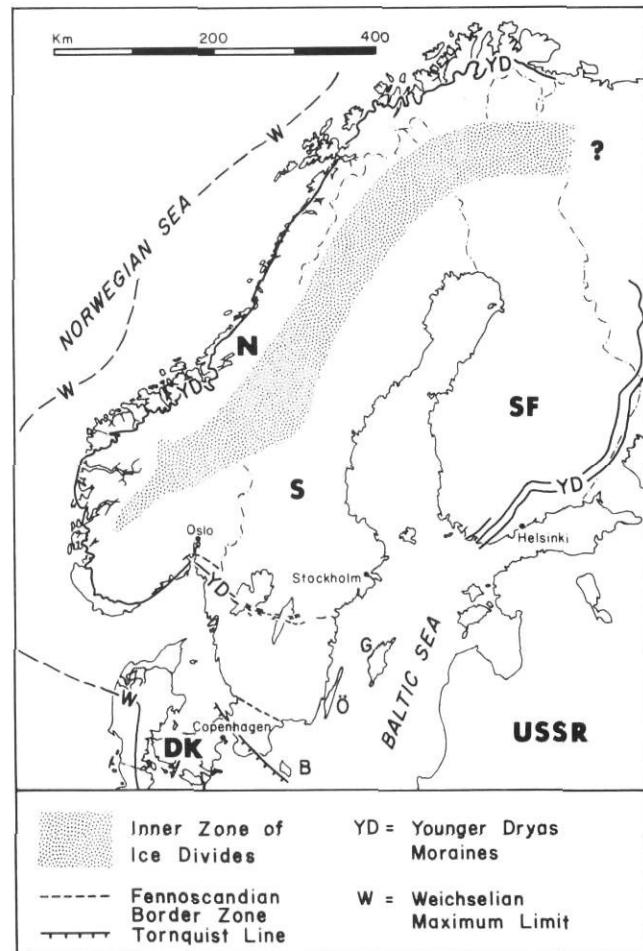 Km 200 400
YD
W
?
NORWEGIAN SEA
N
W
YD
SF
S
YD
Oslo
Helsinki
YD
Stockholm
G
BALTIC SEA
W
Ö
Copenhagen
DK
B
USSR
Inner Zone of
Ice Divides
YD = Younger Dryas
Moraines
Fennoscandian
Border Zone
Tornquist Line
W = Weichselian
Maximum Limit